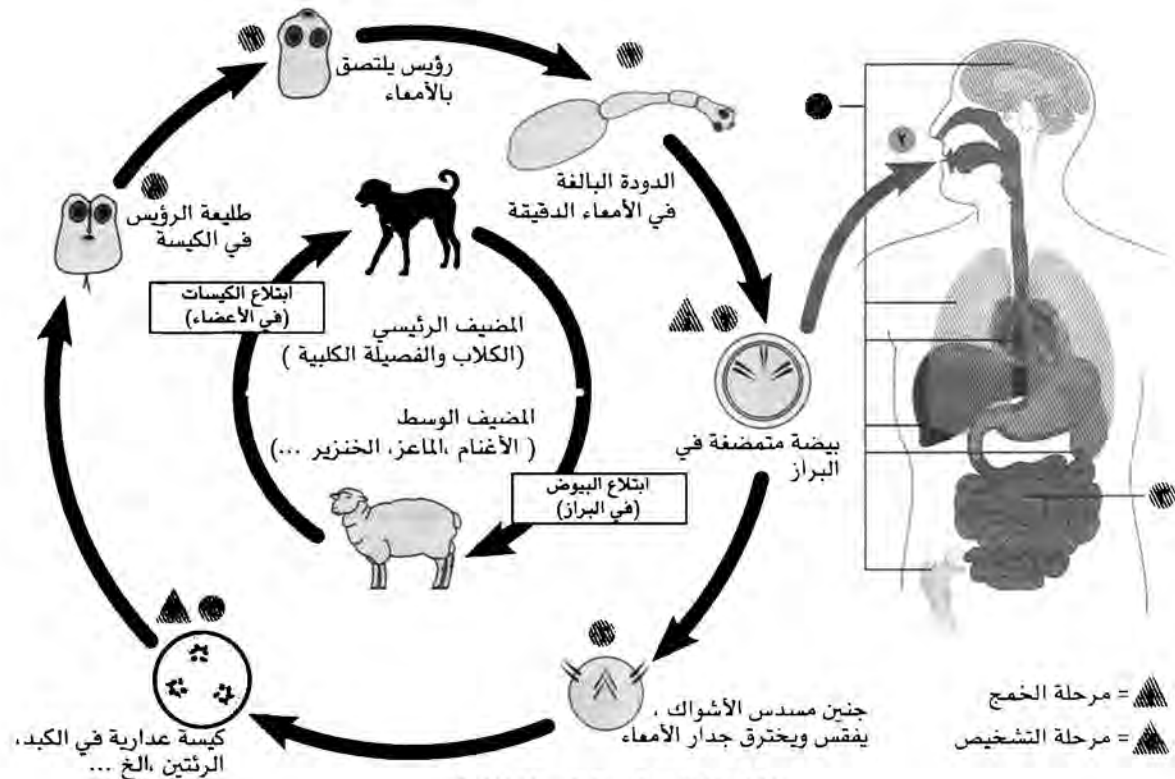 رؤيس يلتصق
بالأمعاء
الدودة البالغة
في الأمعاء الدقيقة
طليعة الرؤيس
في الكيسة
ابتلاع الكيسات
(في الأعضاء)
المضيف الرئيسي
(الكلاب والفصيلة الكلبية )
المضيف الوسط
( الأغنام ،الماعز، الخنزير ...)
ابتلاع البيوض
(في البراز)
بيضة متمضغة في
البراز
٢
جنين مسدس الأشواك ،
يفقس ويخترق جدار الأمعاء
كيسة عدارية في الكبد،
الرئتين ،الخ ...
= مرحلة الخمج
= مرحلة التشخيص